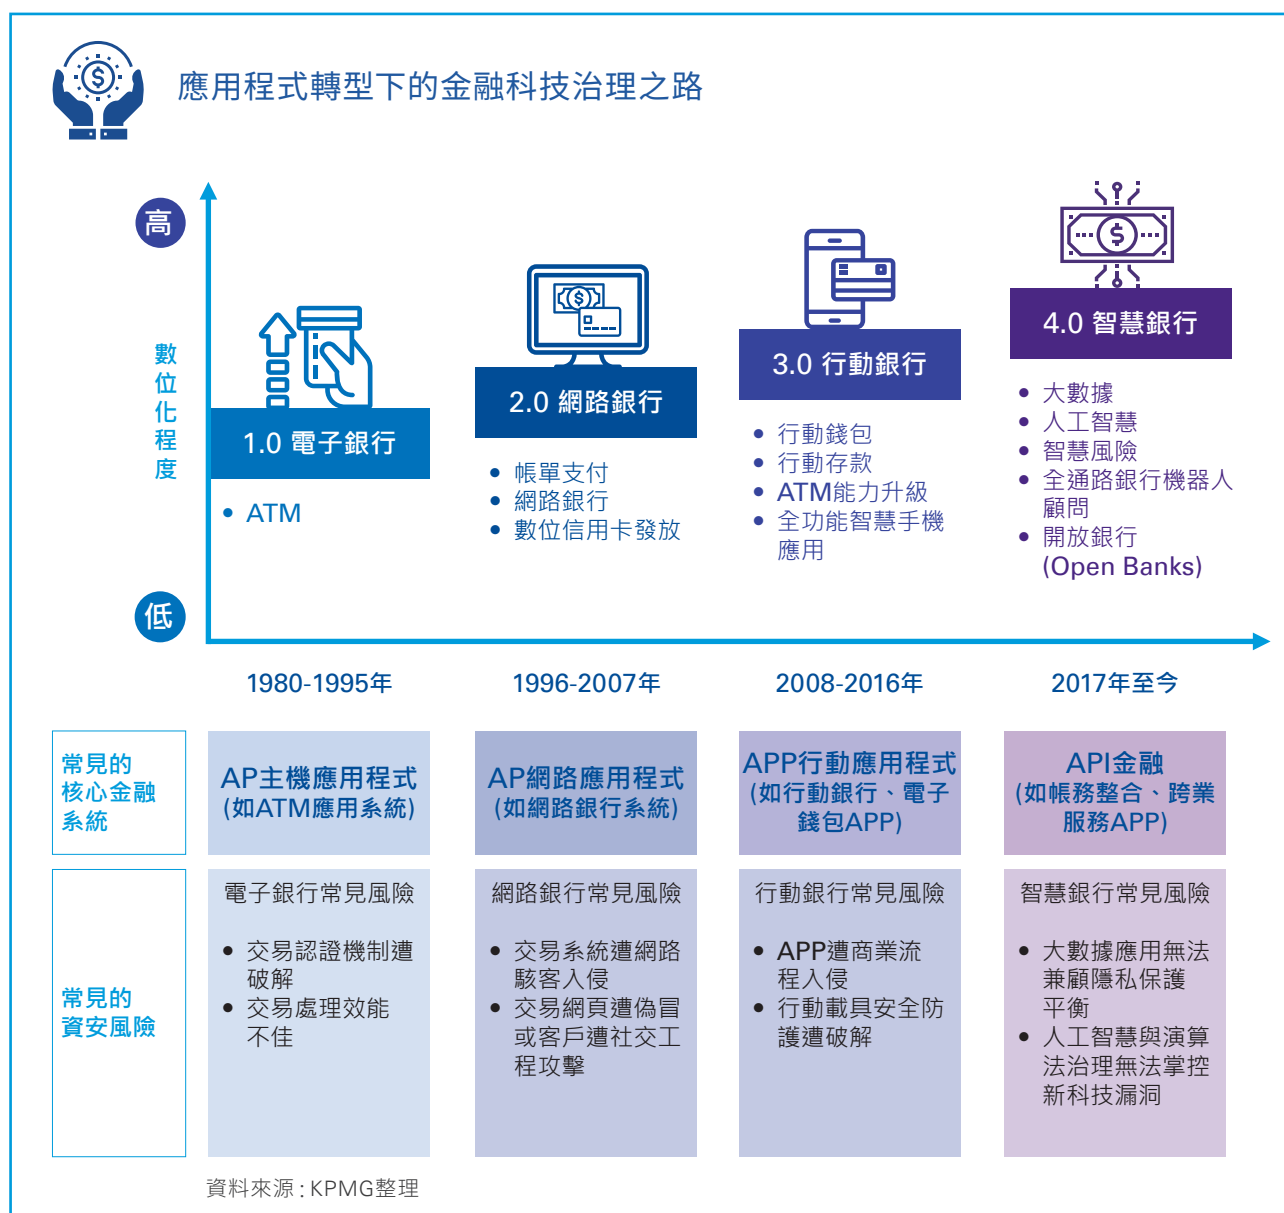 應用程式轉型下的金融科技治理之路
高
數位化程度
低
1.0 電子銀行
• ATM
2.0 網路銀行
• 帳單支付
• 網路銀行
• 數位信用卡發放
3.0 行動銀行
• 行動錢包
• 行動存款
• ATM能力升級
• 全功能智慧手機
應用
4.0 智慧銀行
• 大數據
• 人工智慧
• 智慧風險
• 全通路銀行機器人
顧問
• 開放銀行
(Open Banks)
1980-1995年
1996-2007年
2008-2016年
2017年至今
常見的
核心金融
系統
AP主機應用程式
(如ATM應用系統)
AP網路應用程式
(如網路銀行系統)
APP行動應用程式
(如行動銀行、電子
錢包APP)
API金融
(如帳務整合、跨業
服務APP)
常見的
資安風險
電子銀行常見風險
• 交易認證機制遭
破解
• 交易處理效能
不佳
網路銀行常見風險
• 交易系統遭網路
駭客入侵
• 交易網頁遭偽冒
或客戶遭社交工
程攻擊
行動銀行常見風險
• APP遭商業流
程入侵
• 行動載具安全防
護遭破解
智慧銀行常見風險
• 大數據應用無法
兼顧隱私保護
平衡
• 人工智慧與演算
法治理無法掌控
新科技漏洞
資料來源:KPMG整理